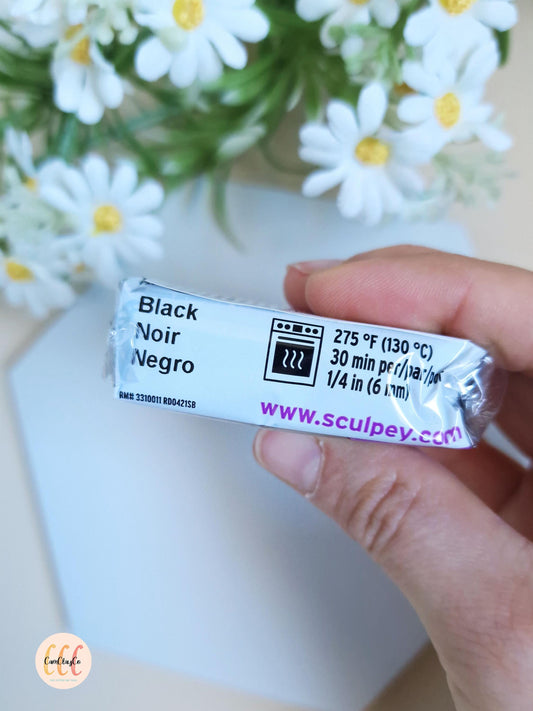 Black
Noir
Negro
RM# 3310011 RD0421SB
275 °F (130 °C)
30 min per/par/por
1/4 in (6 mm)
www.sculpey.com
CamCtasCo